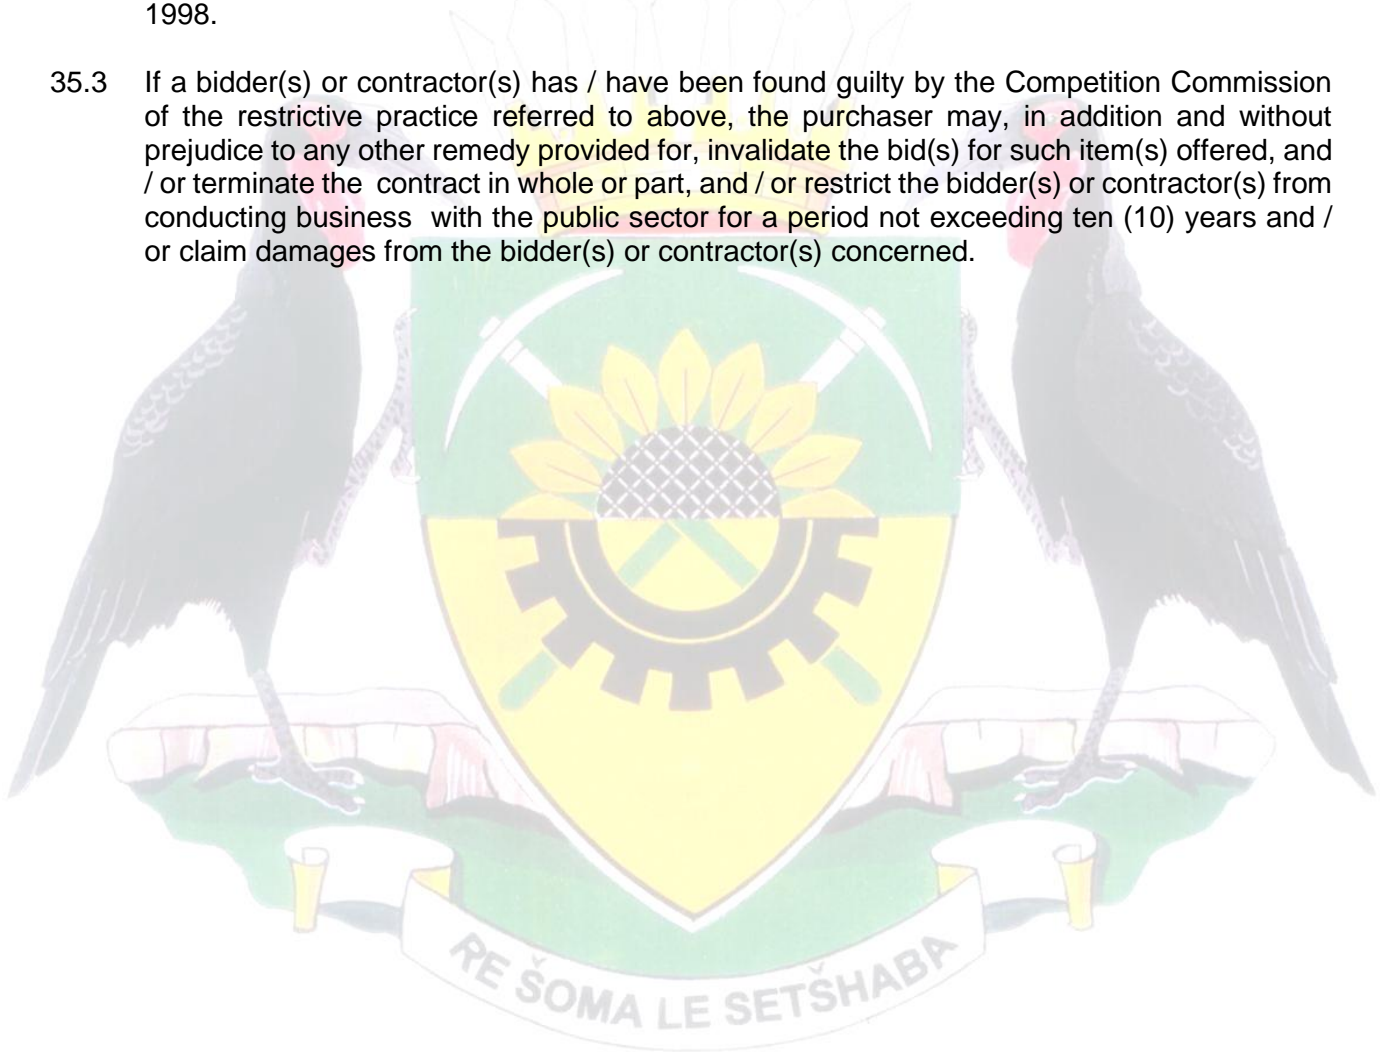 1998.
35.3 If a bidder(s) or contractor(s) has / have been found guilty by the Competition Commission
of the restrictive practice referred to above, the purchaser may, in addition and without
prejudice to any other remedy provided for, invalidate the bid(s) for such item(s) offered, and
/ or terminate the contract in whole or part, and / or restrict the bidder(s) or contractor(s) from
conducting business with the public sector for a period not exceeding ten (10) years and /
or claim damages from the bidder(s) or contractor(s) concerned.
RE ŠOMA LE SETŠHABA